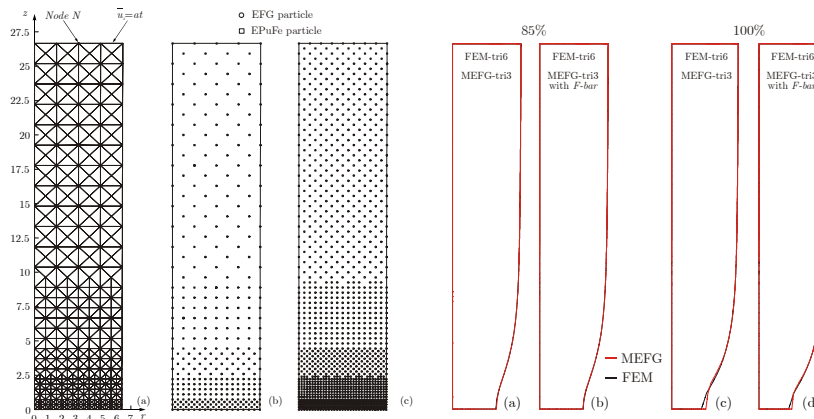 Node N
u̅ᵢ=at
z
27.5
25
22.5
20
17.5
15
12.5
10
7.5
5
2.5
0
0 1 2 3 4 5 6 7 r
(a)
EFG particle
EPuFe particle
(b)
(c)
85%
100%
FEM-tri6
MEFG-tri3
FEM-tri6
MEFG-tri3
with F-bar
FEM-tri6
MEFG-tri3
FEM-tri6
MEFG-tri3
with F-bar
MEFG
FEM
(a)
(b)
(c)
(d